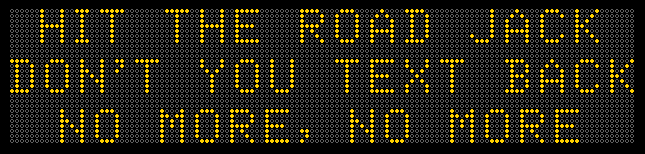 HIT THE ROAD JACK
DON'T YOU TEXT BACK
NO MORE, NO MORE